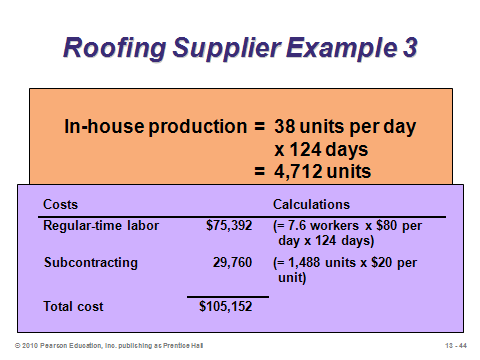 Roofing Supplier Example 3
In-house production = 38 units per day
x 124 days
= 4,712 units
Costs Calculations
Regular-time labor $75,392 (= 7.6 workers x $80 per
day x 124 days)
Subcontracting 29,760 (= 1,488 units x $20 per
unit)
Total cost $105,152
© 2010 Pearson Education, Inc. publishing as Prentice Hall 13 - 44